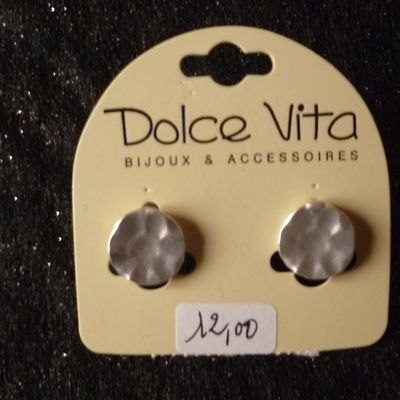 Dolce Vita
BIJOUX & ACCESSOIRES
12,00